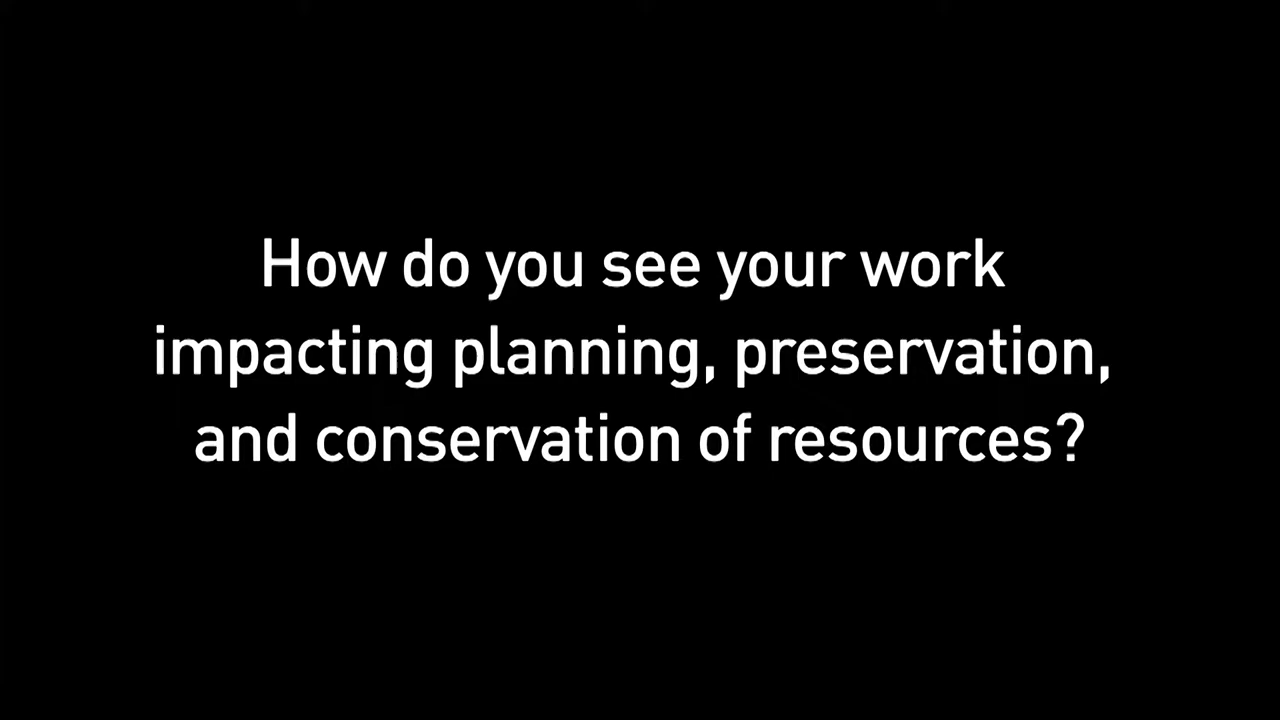 How do you see your work
impacting planning, preservation,
and conservation of resources?